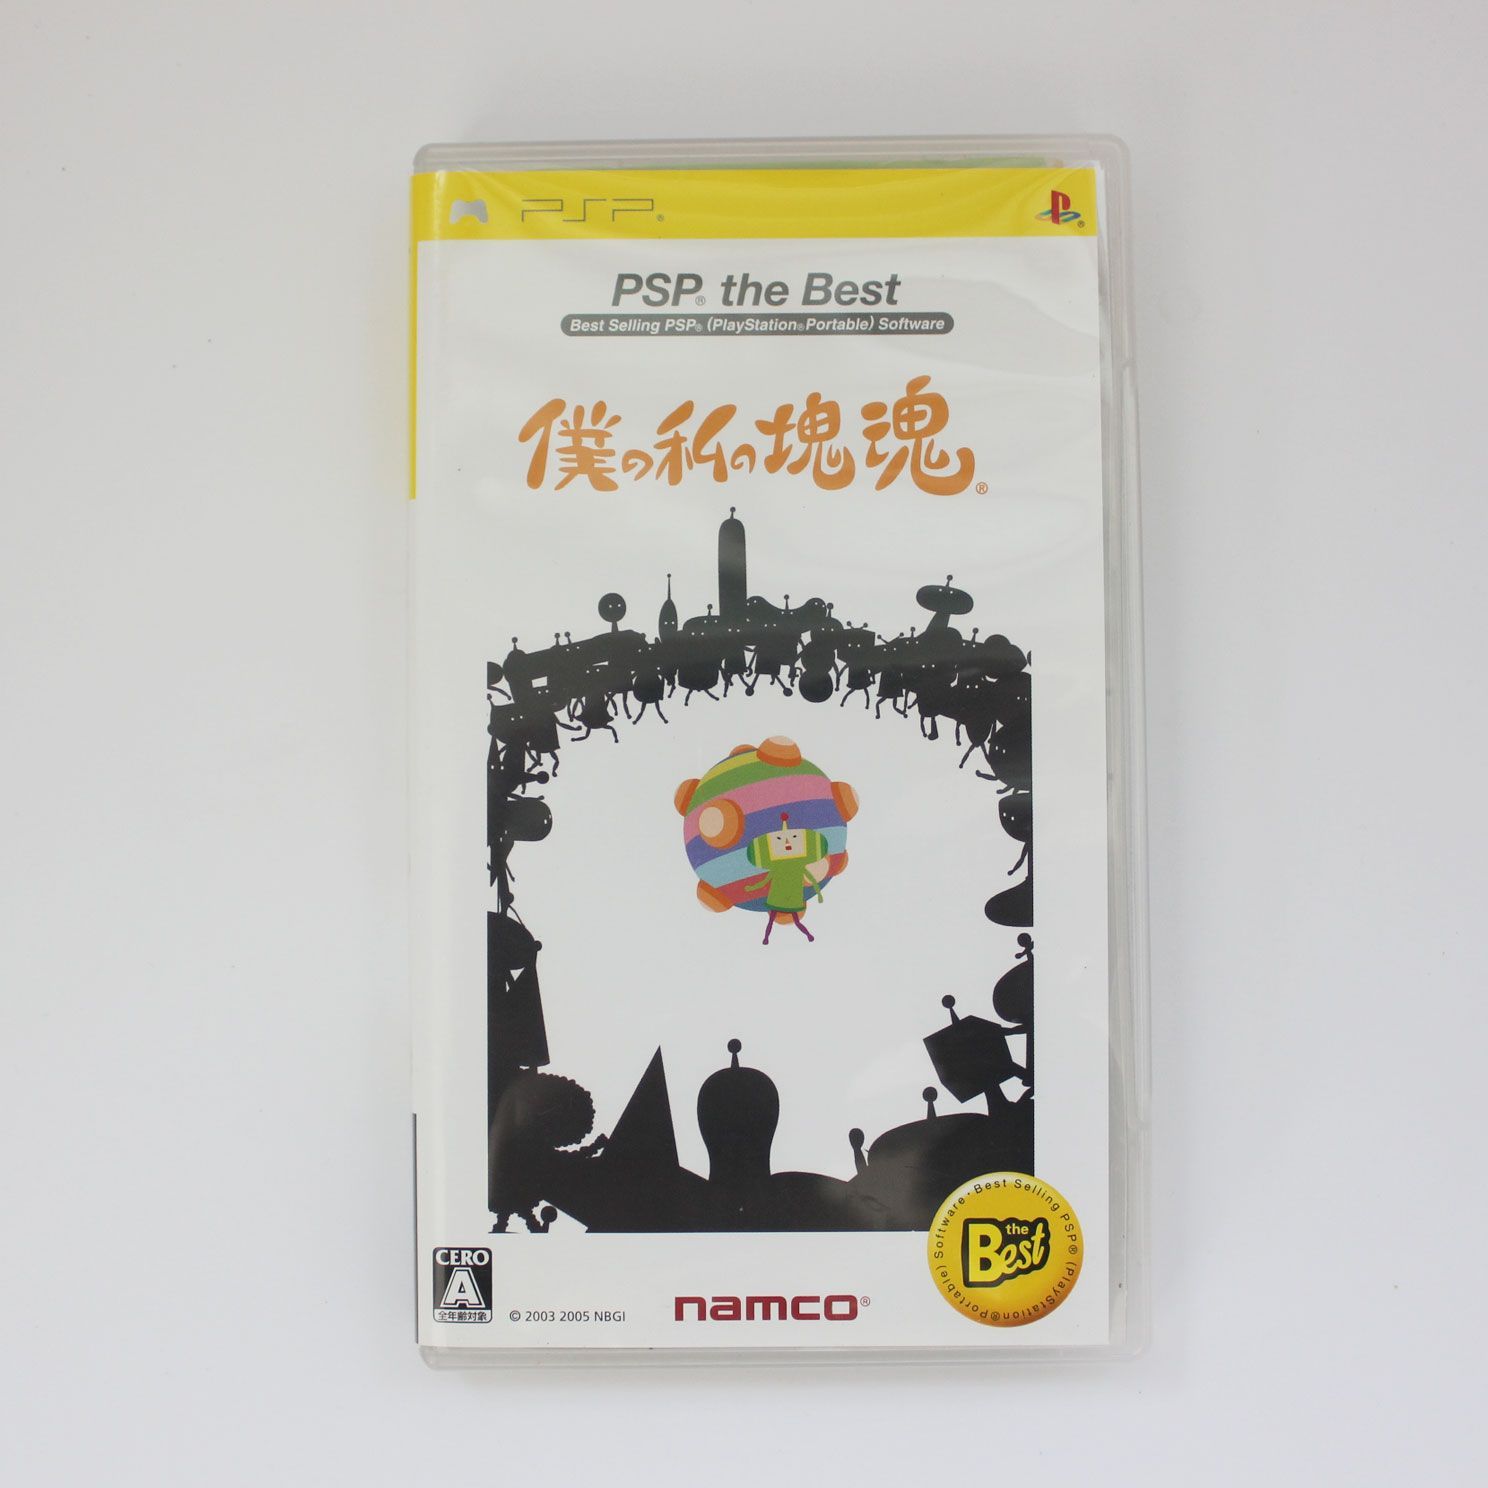 PSP®
PSP® the Best
Best Selling PSP® (PlayStation®Portable) Software
僕の私の塊魂®
Best Selling PSP® (PlayStation®Portable) Software・
the
Best
CERO
A
全年齢対象
© 2003 2005 NBGI
namco®